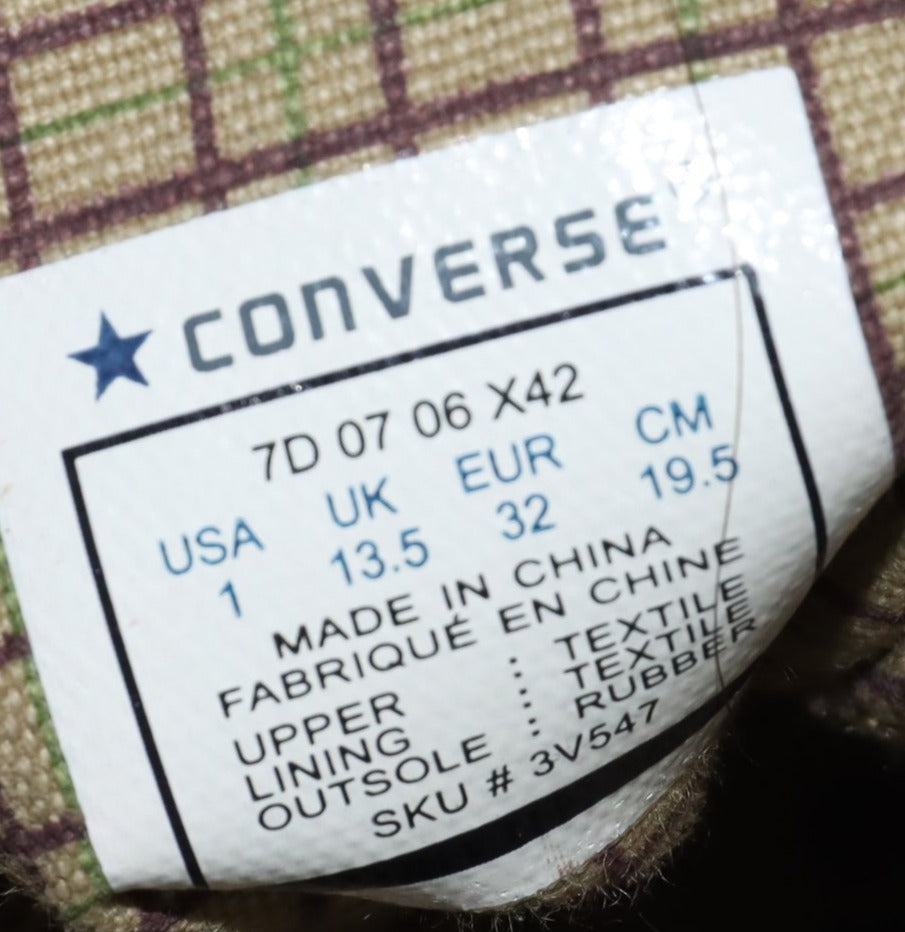 CONVERSE
7D 07 06 X42
USA UK EUR CM
1 13.5 32 19.5
MADE IN CHINA
FABRIQUÉ EN CHINE
UPPER : TEXTILE
LINING : TEXTILE
OUTSOLE : RUBBER
SKU # 3V547